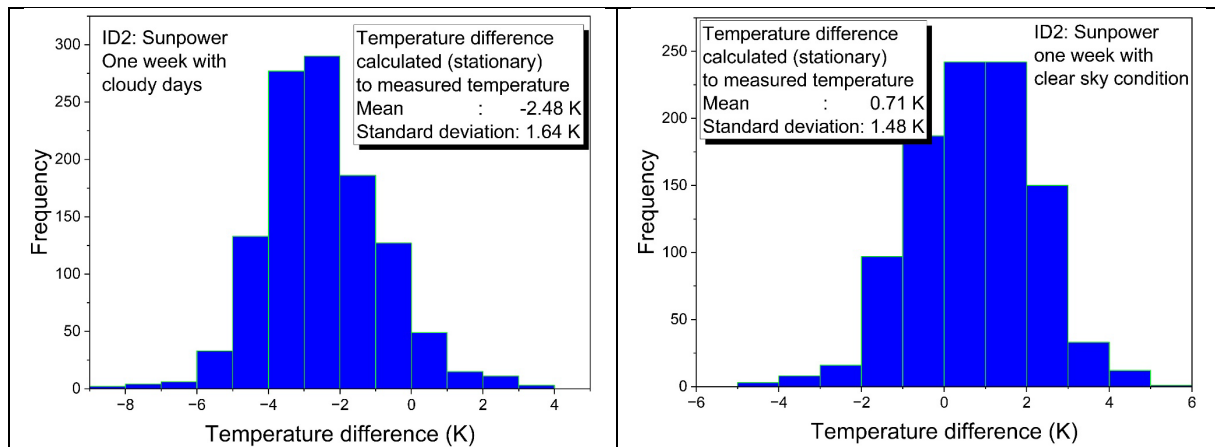 ID2: Sunpower
One week with
cloudy days
Temperature difference
calculated (stationary)
to measured temperature
Mean : -2.48 K
Standard deviation: 1.64 K
Frequency
300
250
200
150
100
50
0
−8
−6
−4
−2
0
2
4
Temperature difference (K)
Temperature difference
calculated (stationary)
to measured temperature
Mean : 0.71 K
Standard deviation: 1.48 K
ID2: Sunpower
one week with
clear sky condition
Frequency
250
200
150
100
50
0
−6
−4
−2
0
2
4
6
Temperature difference (K)